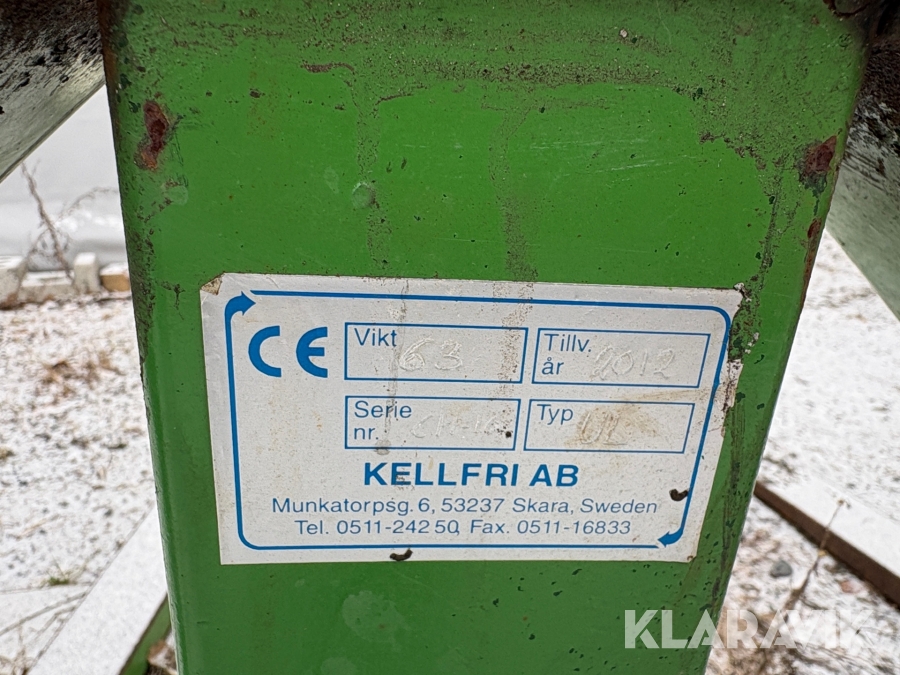 CE
Vikt 63
Tillv. år 2012
Serie nr.
Typ UL
KELLFRI AB
Munkatorpsg. 6, 53237 Skara, Sweden
Tel. 0511-242 50, Fax. 0511-16833
KLARAVIK